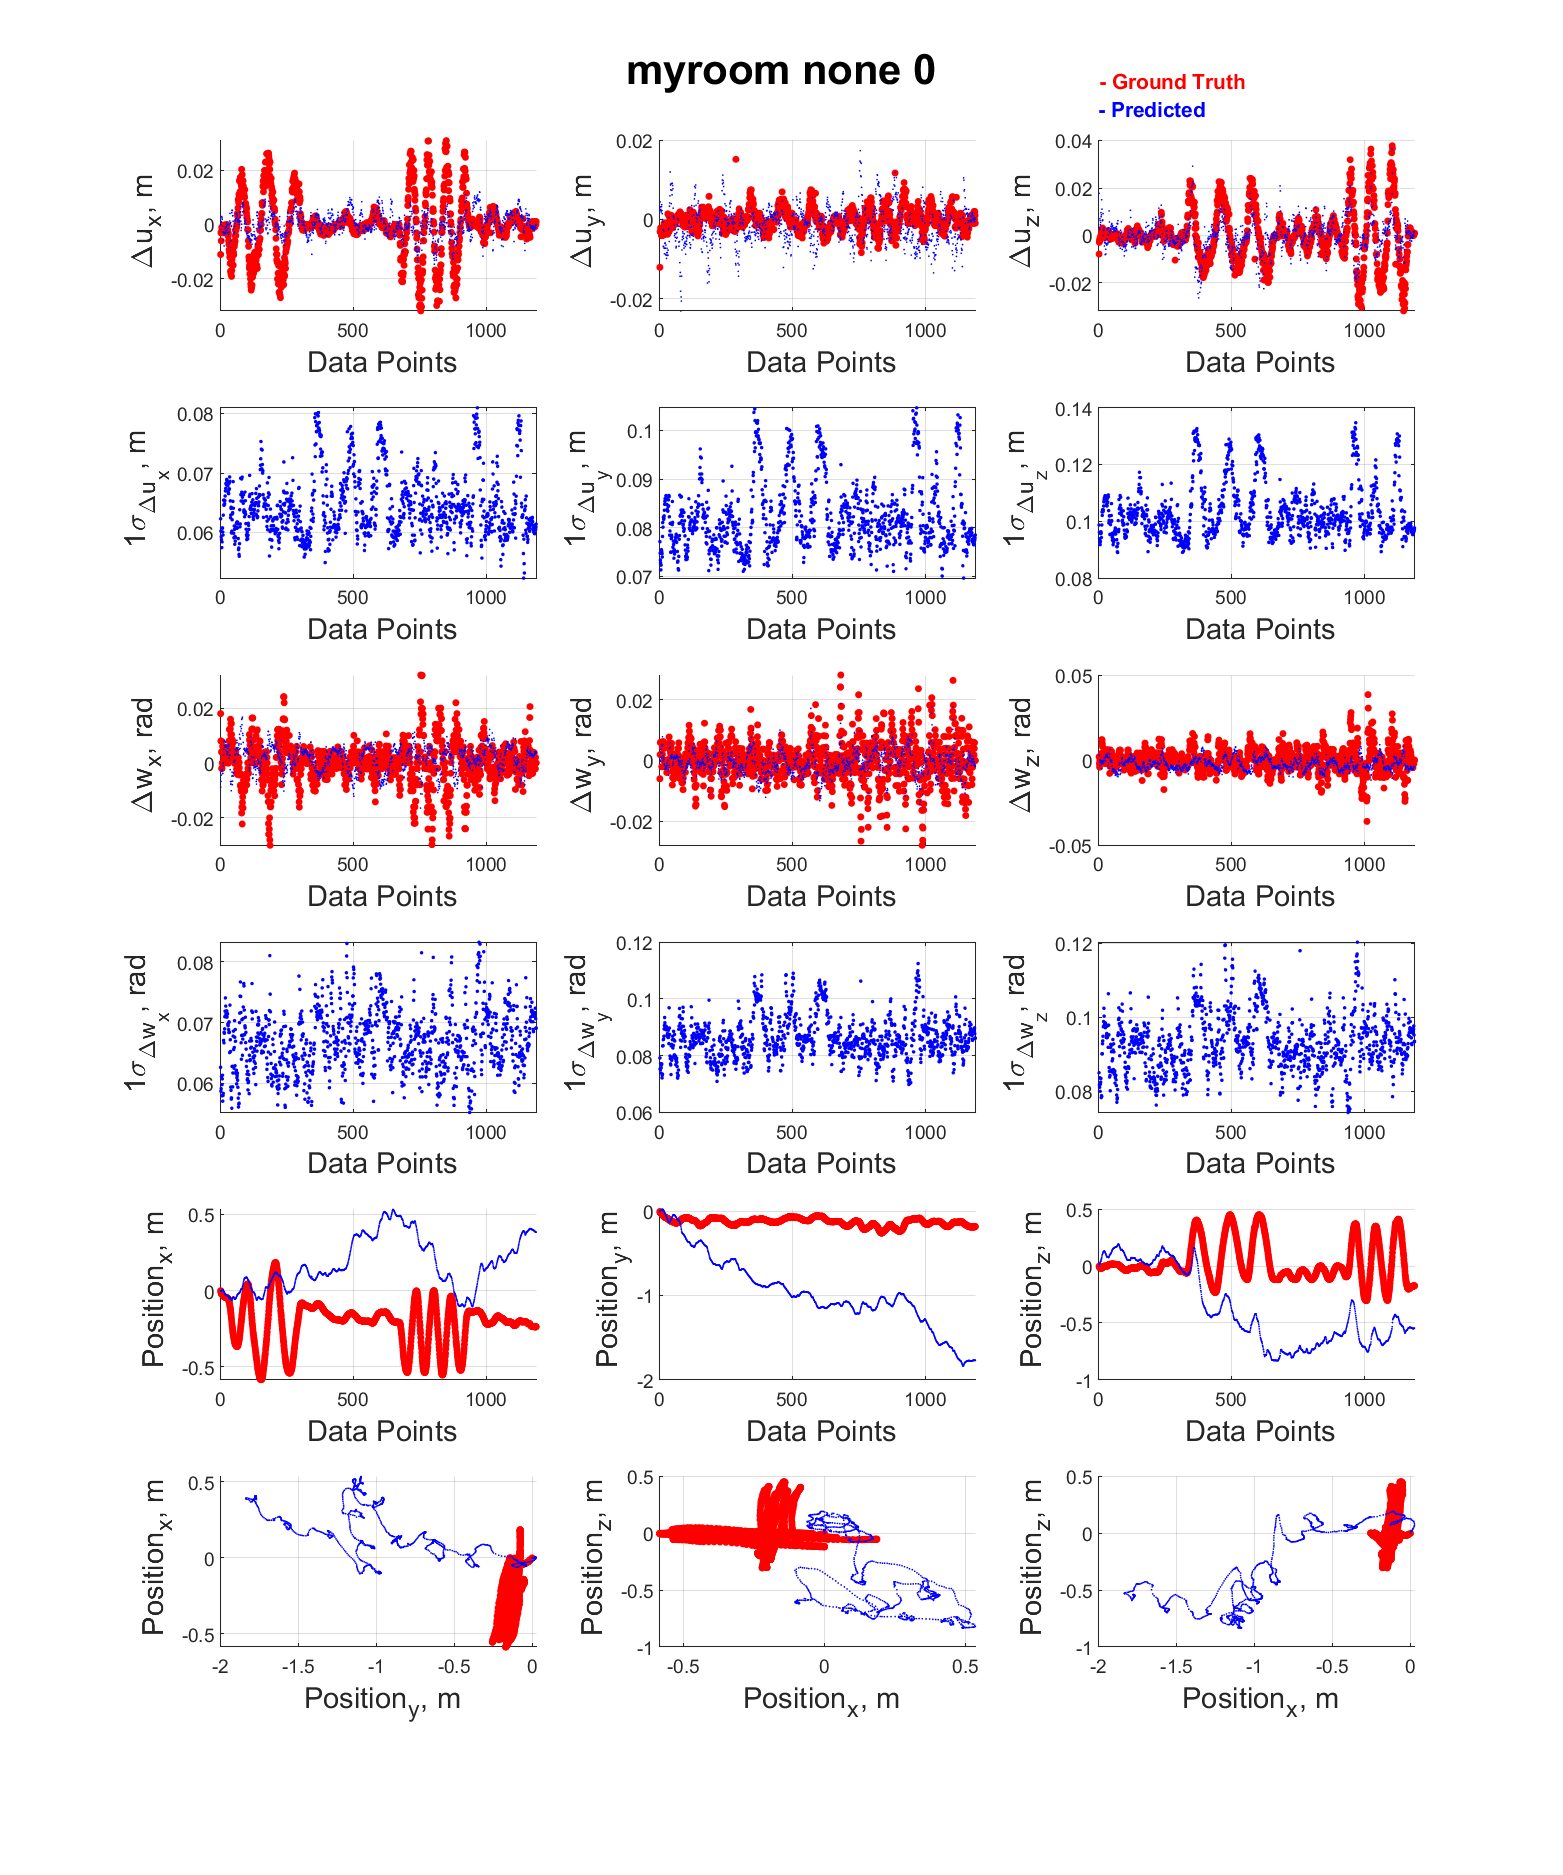 myroom none 0
- Ground Truth
- Predicted
0.02
0
-0.02
Δu_x, m
0 500 1000
Data Points
0.02
0
-0.02
Δu_y, m
0 500 1000
Data Points
0.04
0.02
0
-0.02
Δu_z, m
0 500 1000
Data Points
0.08
0.07
0.06
1σ_Δu_x, m
0 500 1000
Data Points
0.1
0.09
0.08
0.07
1σ_Δu_y, m
0 500 1000
Data Points
0.14
0.12
0.1
0.08
1σ_Δu_z, m
0 500 1000
Data Points
0.02
0
-0.02
Δw_x, rad
0 500 1000
Data Points
0.02
0
-0.02
Δw_y, rad
0 500 1000
Data Points
0.05
0
-0.05
Δw_z, rad
0 500 1000
Data Points
0.08
0.07
0.06
1σ_Δw_x, rad
0 500 1000
Data Points
0.12
0.1
0.08
0.06
1σ_Δw_y, rad
0 500 1000
Data Points
0.12
0.1
0.08
1σ_Δw_z, rad
0 500 1000
Data Points
0.5
0
-0.5
Position_x, m
0 500 1000
Data Points
0
-1
-2
Position_y, m
0 500 1000
Data Points
0.5
0
-0.5
-1
Position_z, m
0 500 1000
Data Points
0.5
0
-0.5
Position_x, m
-2 -1.5 -1 -0.5 0
Position_y, m
0.5
0
-0.5
-1
Position_z, m
-0.5 0 0.5
Position_x, m
0.5
0
-0.5
-1
Position_z, m
-2 -1.5 -1 -0.5 0
Position_x, m